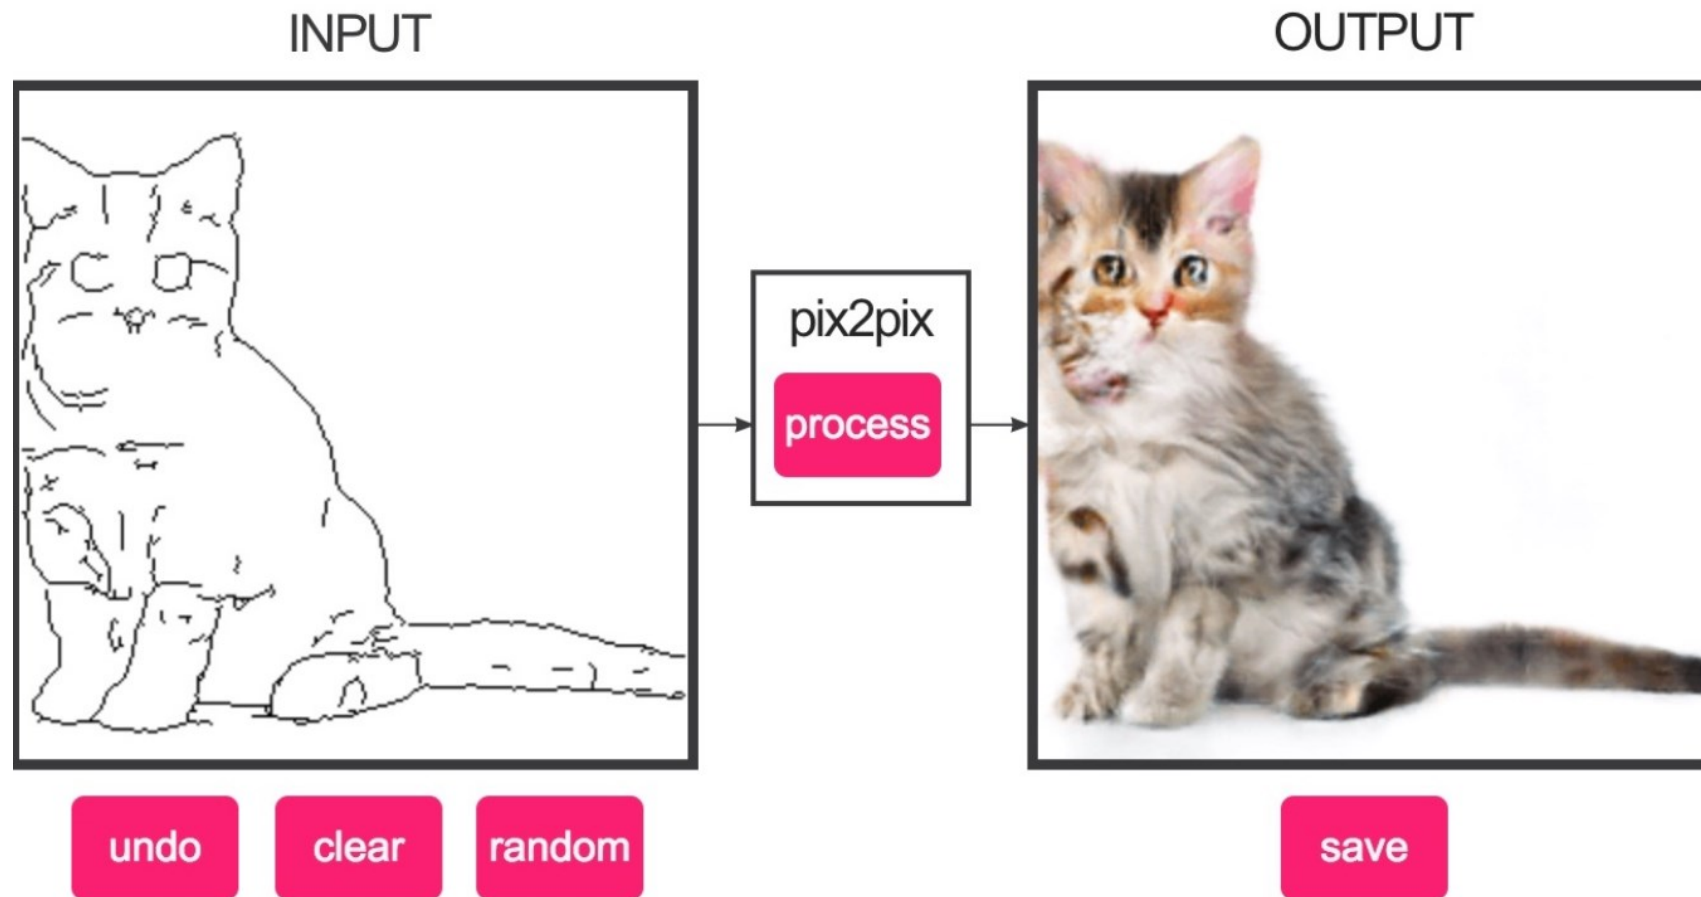 INPUT
OUTPUT
pix2pix
process
undo
clear
random
save